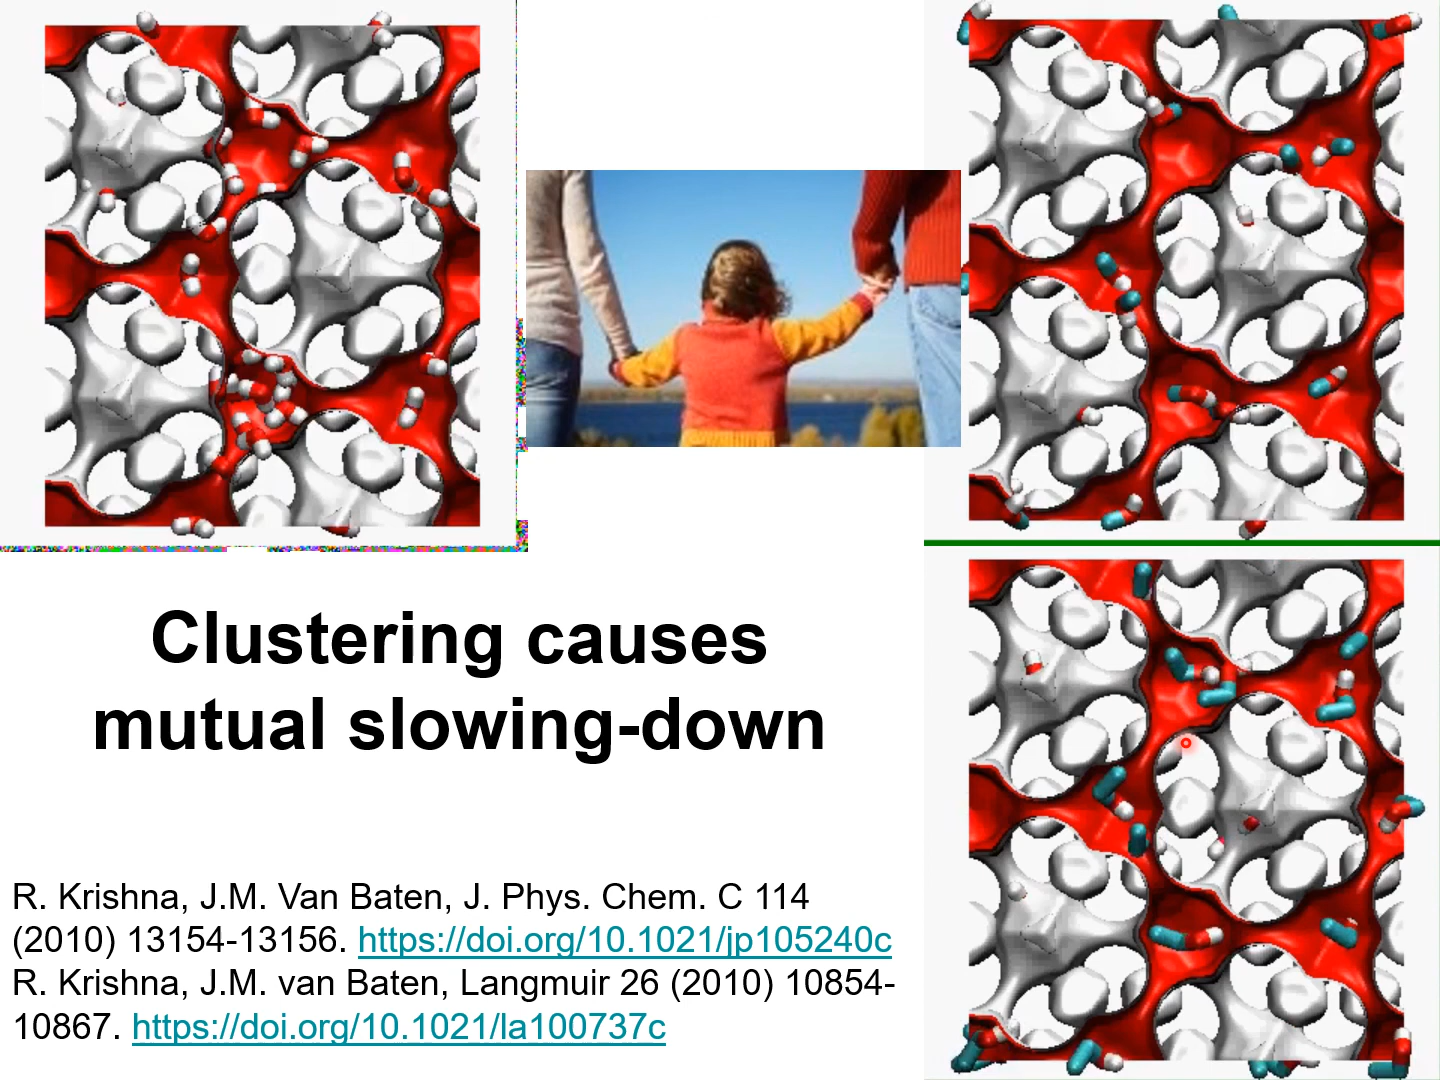 Clustering causes
mutual slowing-down
R. Krishna, J.M. Van Baten, J. Phys. Chem. C 114
(2010) 13154-13156. https://doi.org/10.1021/jp105240c
R. Krishna, J.M. van Baten, Langmuir 26 (2010) 10854-
10867. https://doi.org/10.1021/la100737c